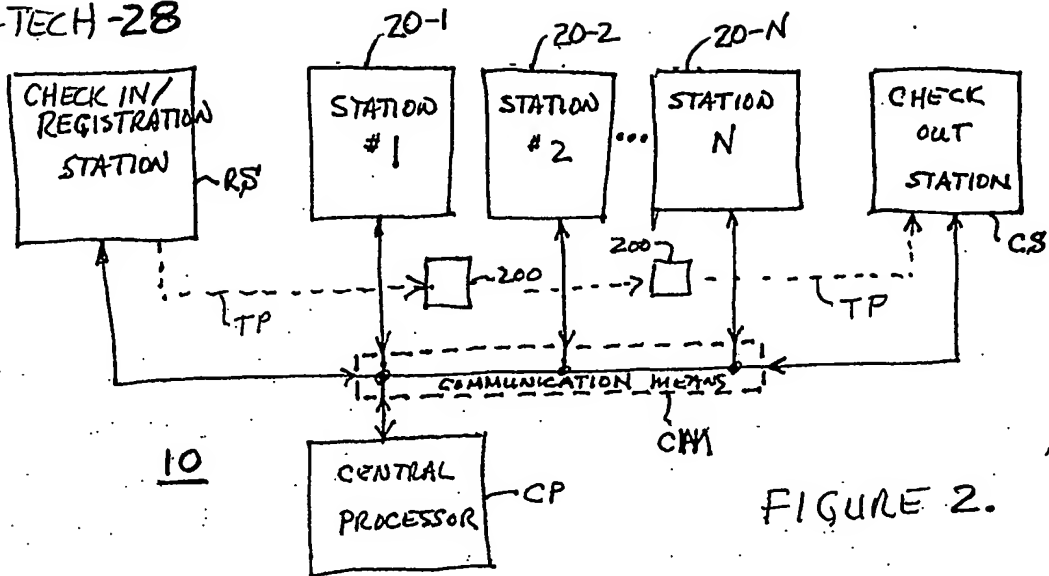 -TECH-28
20-1
20-2
20-N
CHECK IN/
REGISTRATION
STATION
STATION
#1
STATION
#2
...
STATION
N
CHECK
OUT
STATION
RS
CS
200
200
TP
TP
COMMUNICATION MEANS
CM
10
CENTRAL
PROCESSOR
CP
FIGURE 2.